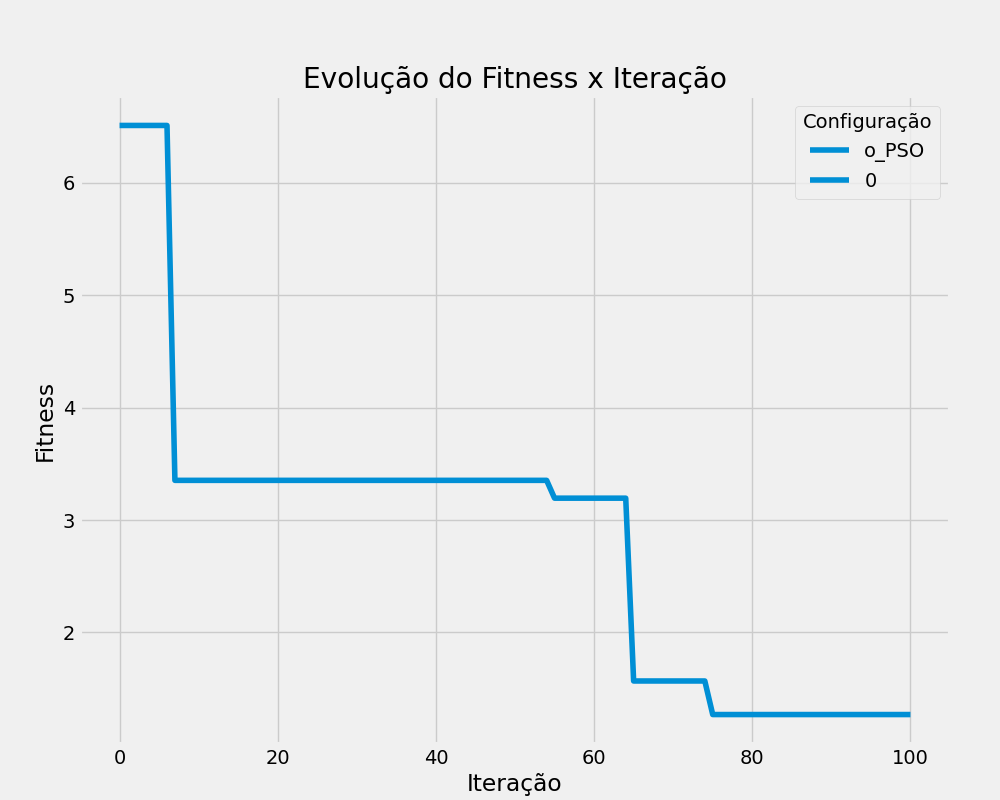 Evolução do Fitness x Iteração
Configuração
o_PSO
0
Fitness
6
5
4
3
2
0 20 40 60 80 100
Iteração